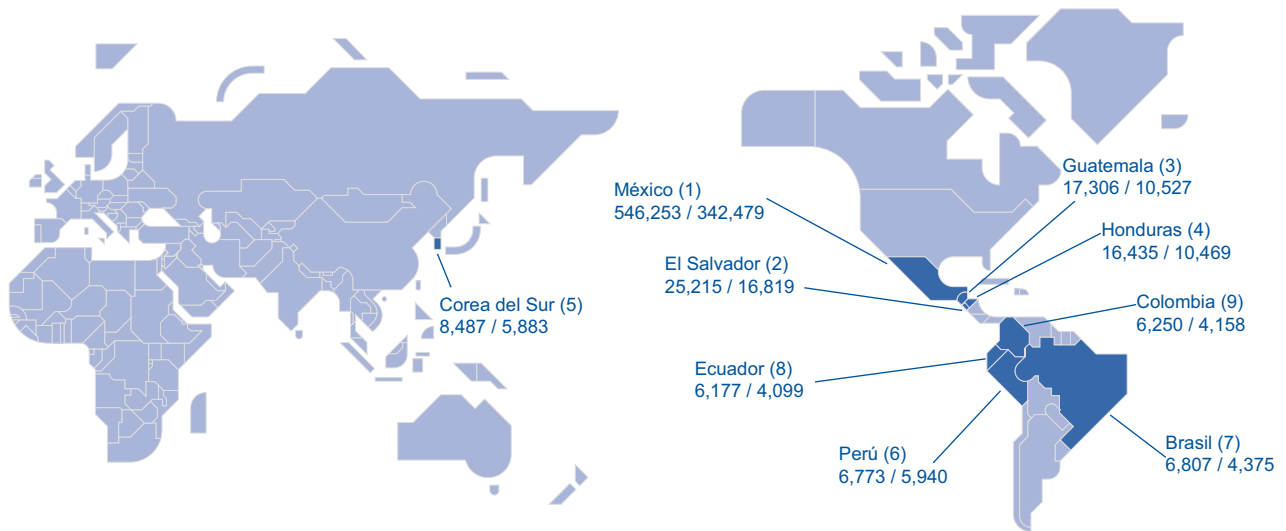 Guatemala (3)
17,306 / 10,527
México (1)
546,253 / 342,479
Honduras (4)
16,435 / 10,469
El Salvador (2)
25,215 / 16,819
Corea del Sur (5)
8,487 / 5,883
Colombia (9)
6,250 / 4,158
Ecuador (8)
6,177 / 4,099
Perú (6)
6,773 / 5,940
Brasil (7)
6,807 / 4,375